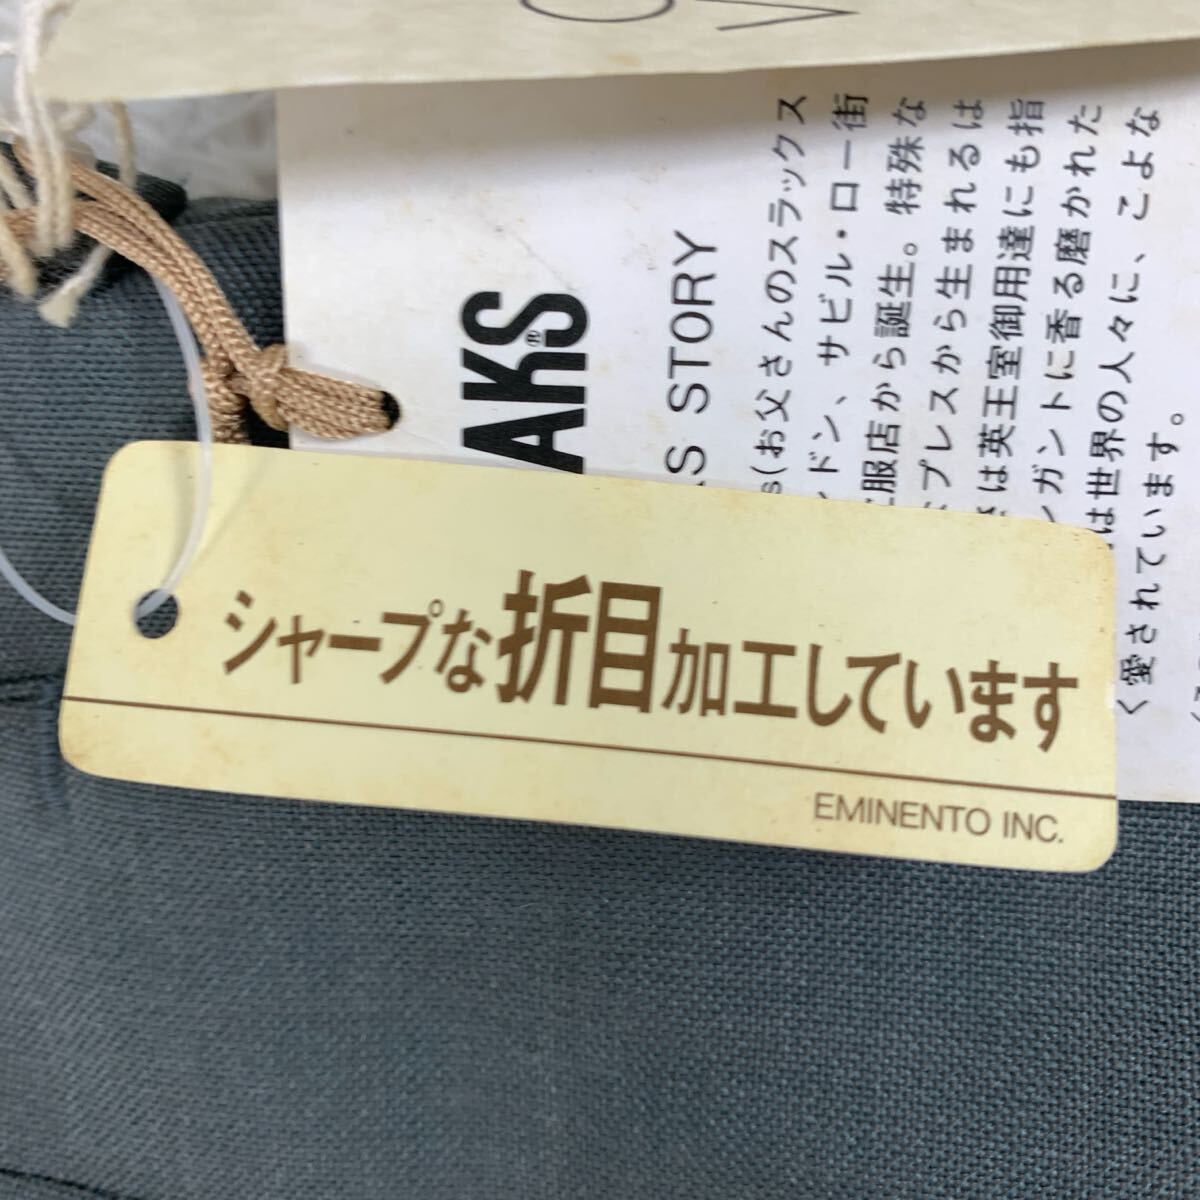 シャープな折目加工しています
EMINENTO INC.
AKS®
S STORY
s(お父さんのスラックス
ドン、サビル・ロー街
服店から誕生。特殊な
プレスから生まれるは
は英王室御用達にも指
ンガントに香る磨かれた
は世界の人々に、こよな
く愛されています。